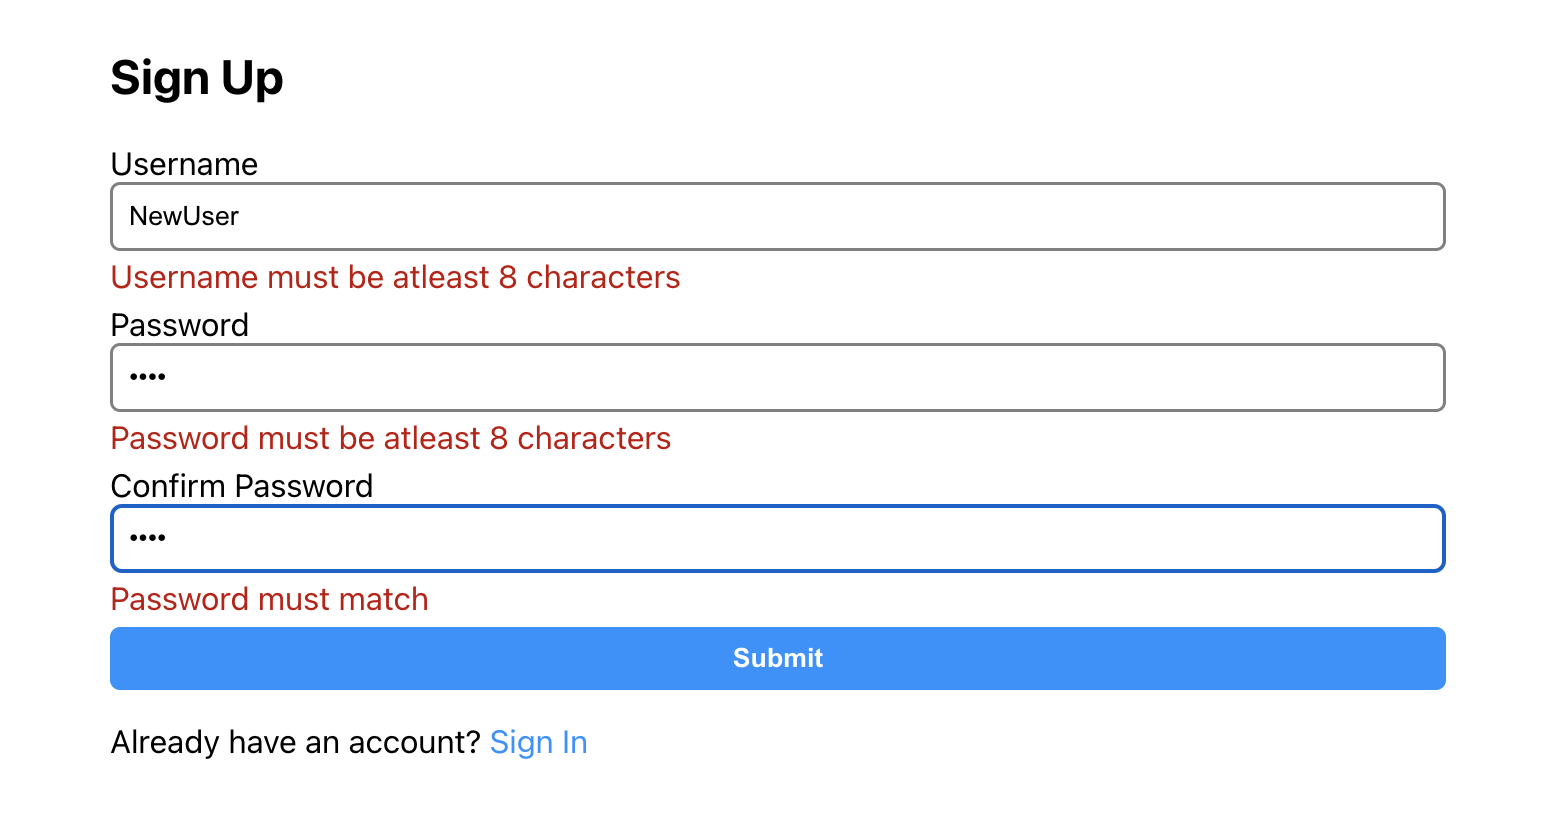 Sign Up
Username
NewUser
Username must be atleast 8 characters
Password
••••
Password must be atleast 8 characters
Confirm Password
••••
Password must match
Submit
Already have an account? Sign In